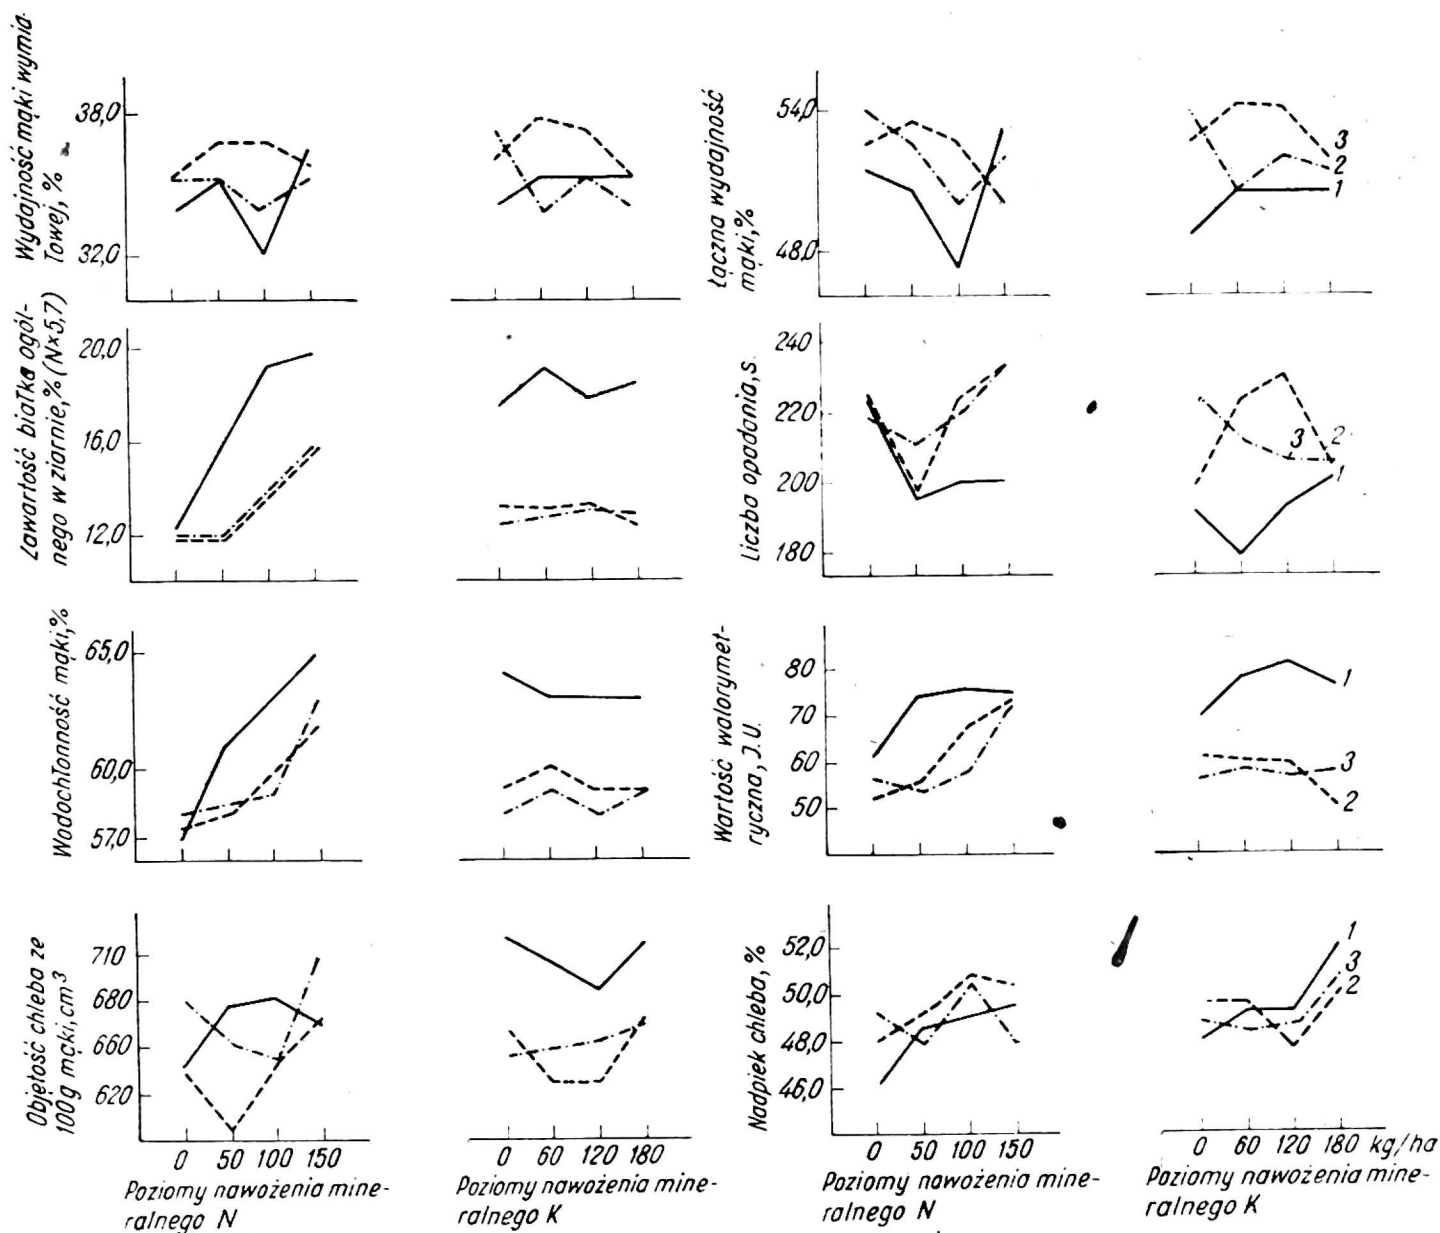 Wydajność mąki wymia-
łowej, %
38,0
32,0
Łączna wydajność
mąki, %
54,0
48,0
3
2
1
Zawartość białka ogól-
nego w ziarnie, % (N×5,7)
20,0
16,0
12,0
Liczba opadania, s.
240
220
200
180
3
2
1
Wodochłonność mąki, %
65,0
60,0
57,0
Wartość walorymet-
ryczna, J.U.
80
70
60
50
1
3
2
Objętość chleba ze
100g mąki, cm³
710
680
660
620
Nadpiek chleba, %
52,0
50,0
48,0
46,0
1
3
2
0 50 100 150
Poziomy nawożenia mine-
ralnego N
0 60 120 180
Poziomy nawożenia mine-
ralnego K
0 50 100 150
Poziomy nawożenia mine-
ralnego N
0 60 120 180 kg/ha
Poziomy nawożenia mine-
ralnego K